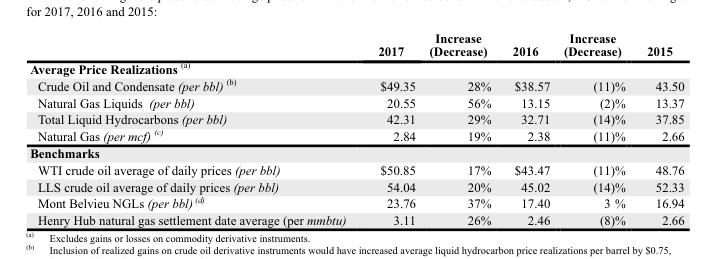 for 2017, 2016 and 2015:
Increase Increase
2017 (Decrease) 2016 (Decrease) 2015
Average Price Realizations (a)
Crude Oil and Condensate (per bbl) (b) $49.35 28% $38.57 (11)% 43.50
Natural Gas Liquids (per bbl) 20.55 56% 13.15 (2)% 13.37
Total Liquid Hydrocarbons (per bbl) 42.31 29% 32.71 (14)% 37.85
Natural Gas (per mcf) (c) 2.84 19% 2.38 (11)% 2.66
Benchmarks
WTI crude oil average of daily prices (per bbl) $50.85 17% $43.47 (11)% 48.76
LLS crude oil average of daily prices (per bbl) 54.04 20% 45.02 (14)% 52.33
Mont Belvieu NGLs (per bbl) (d) 23.76 37% 17.40 3 % 16.94
Henry Hub natural gas settlement date average (per mmbtu) 3.11 26% 2.46 (8)% 2.66
(a) Excludes gains or losses on commodity derivative instruments.
(b) Inclusion of realized gains on crude oil derivative instruments would have increased average liquid hydrocarbon price realizations per barrel by $0.75,